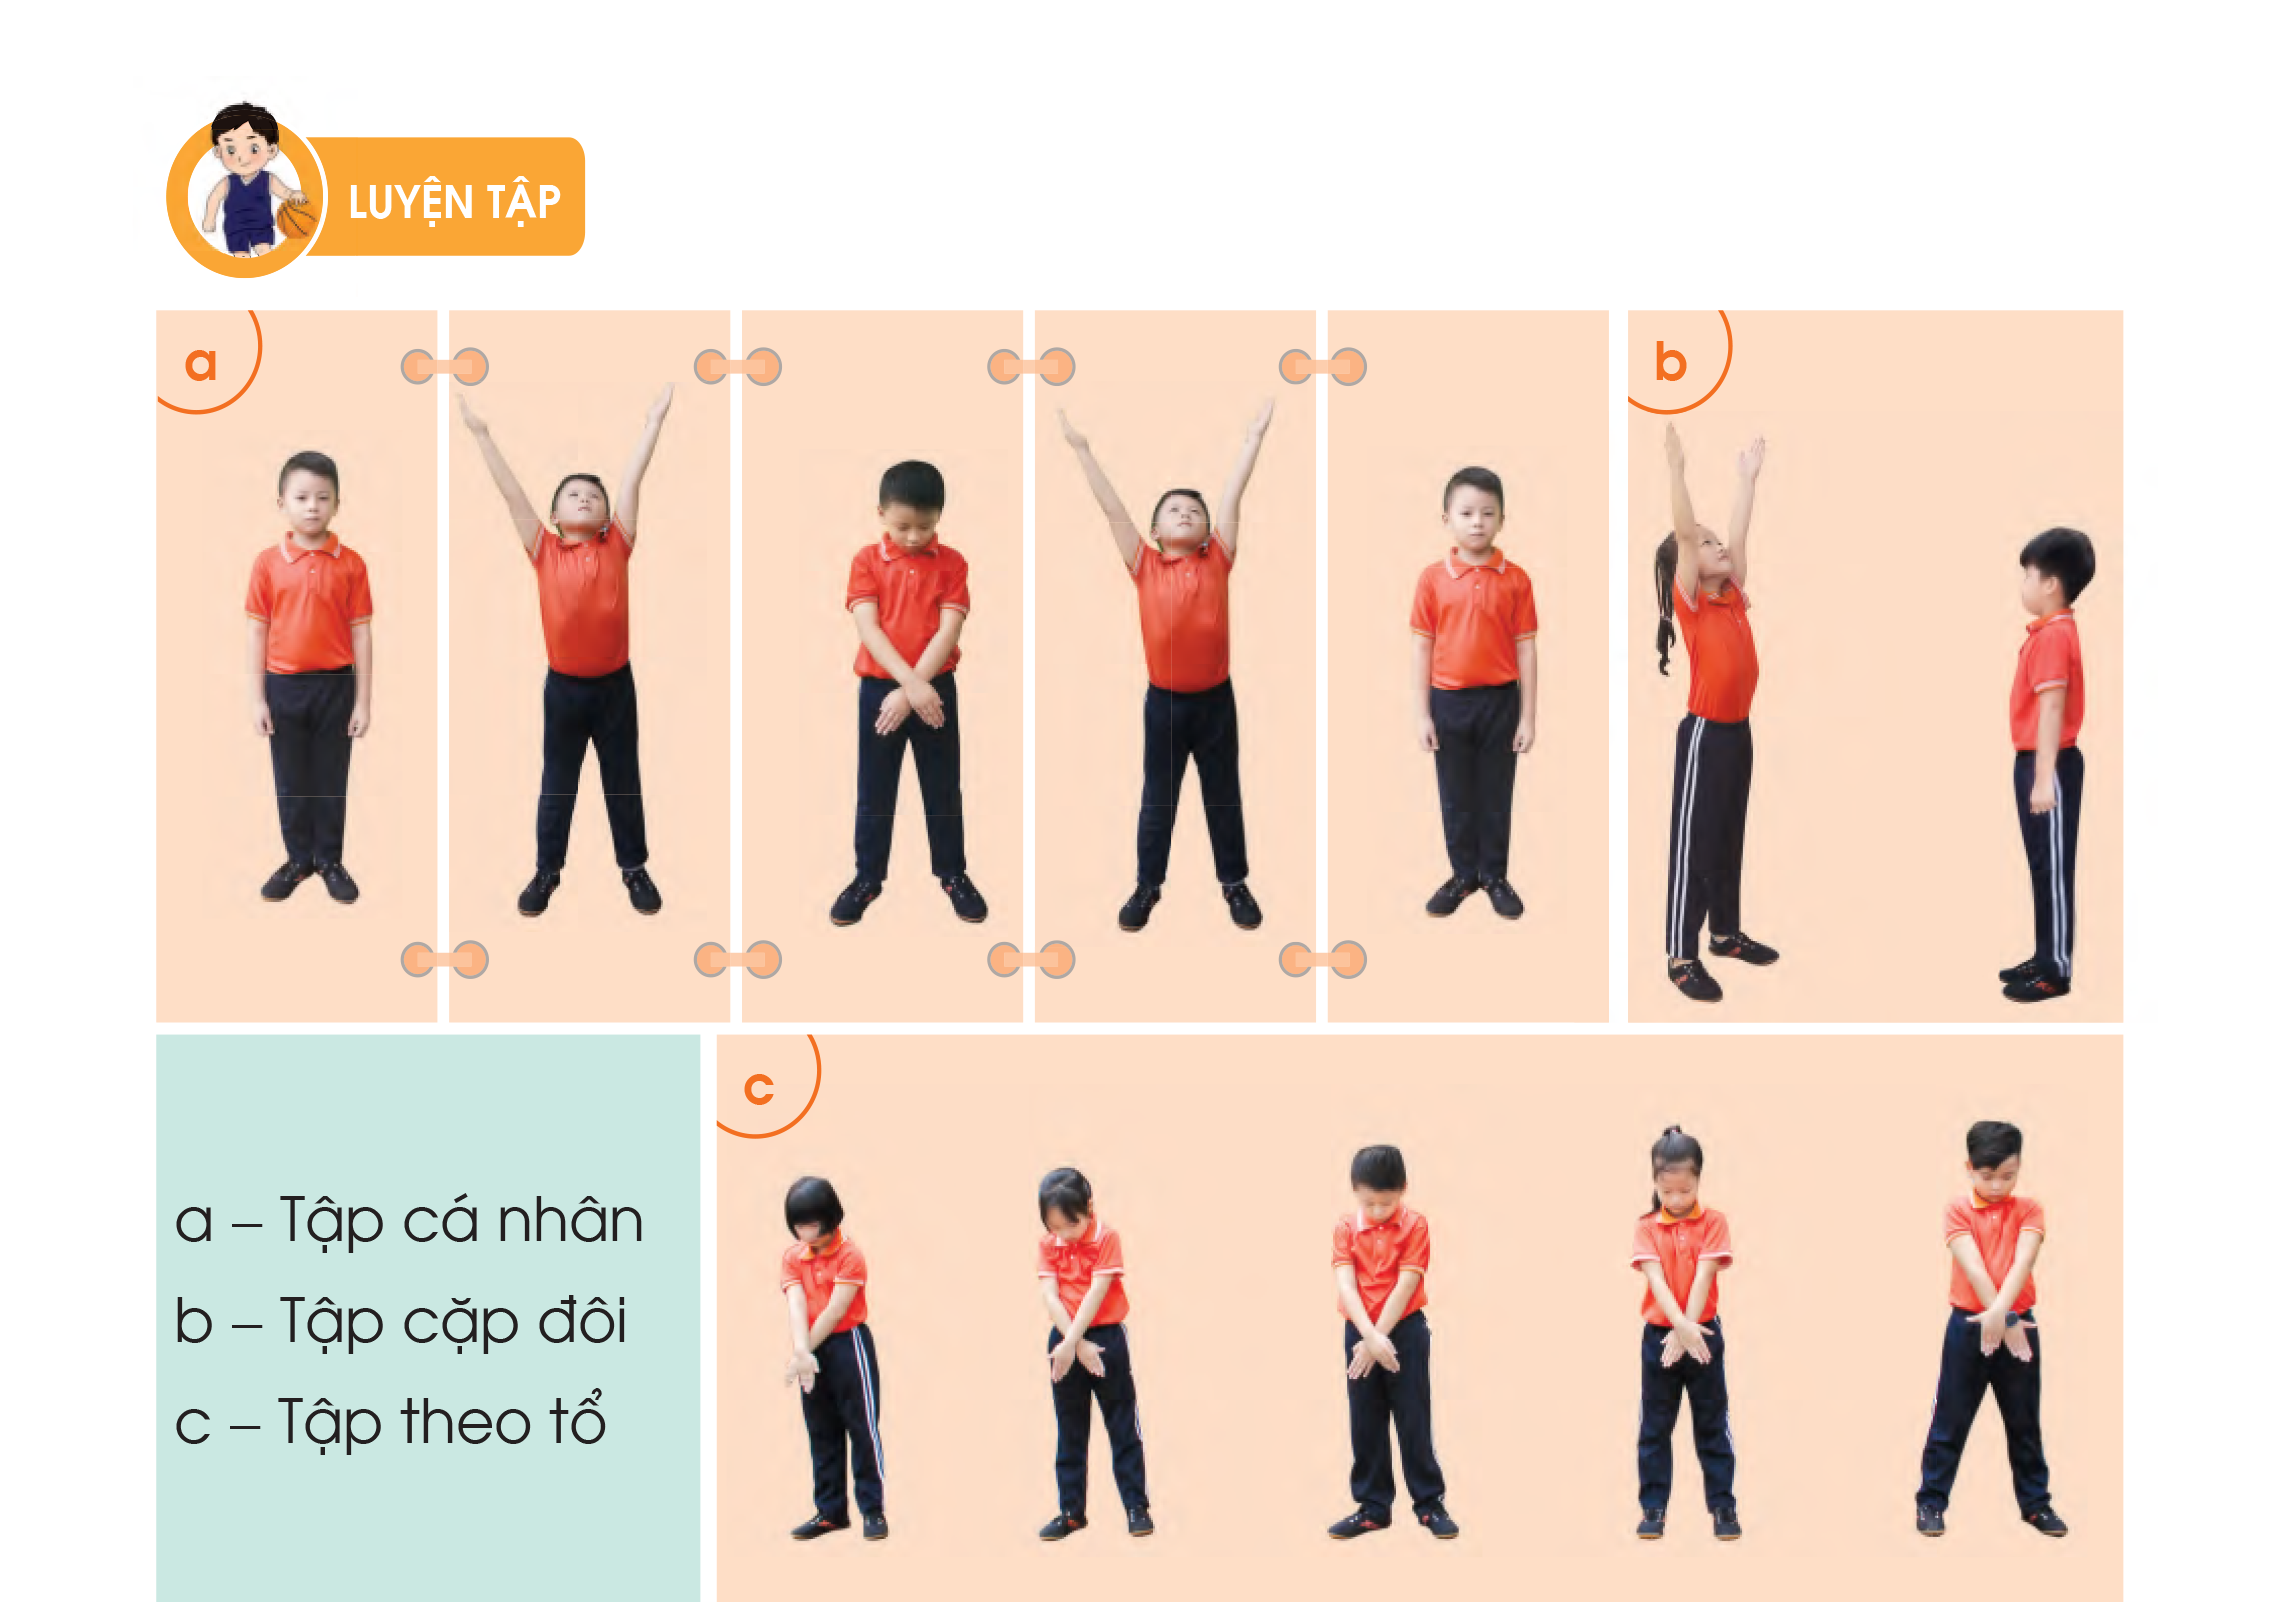 LUYỆN TẬP
a
b
c
a – Tập cá nhân
b – Tập cặp đôi
c – Tập theo tổ